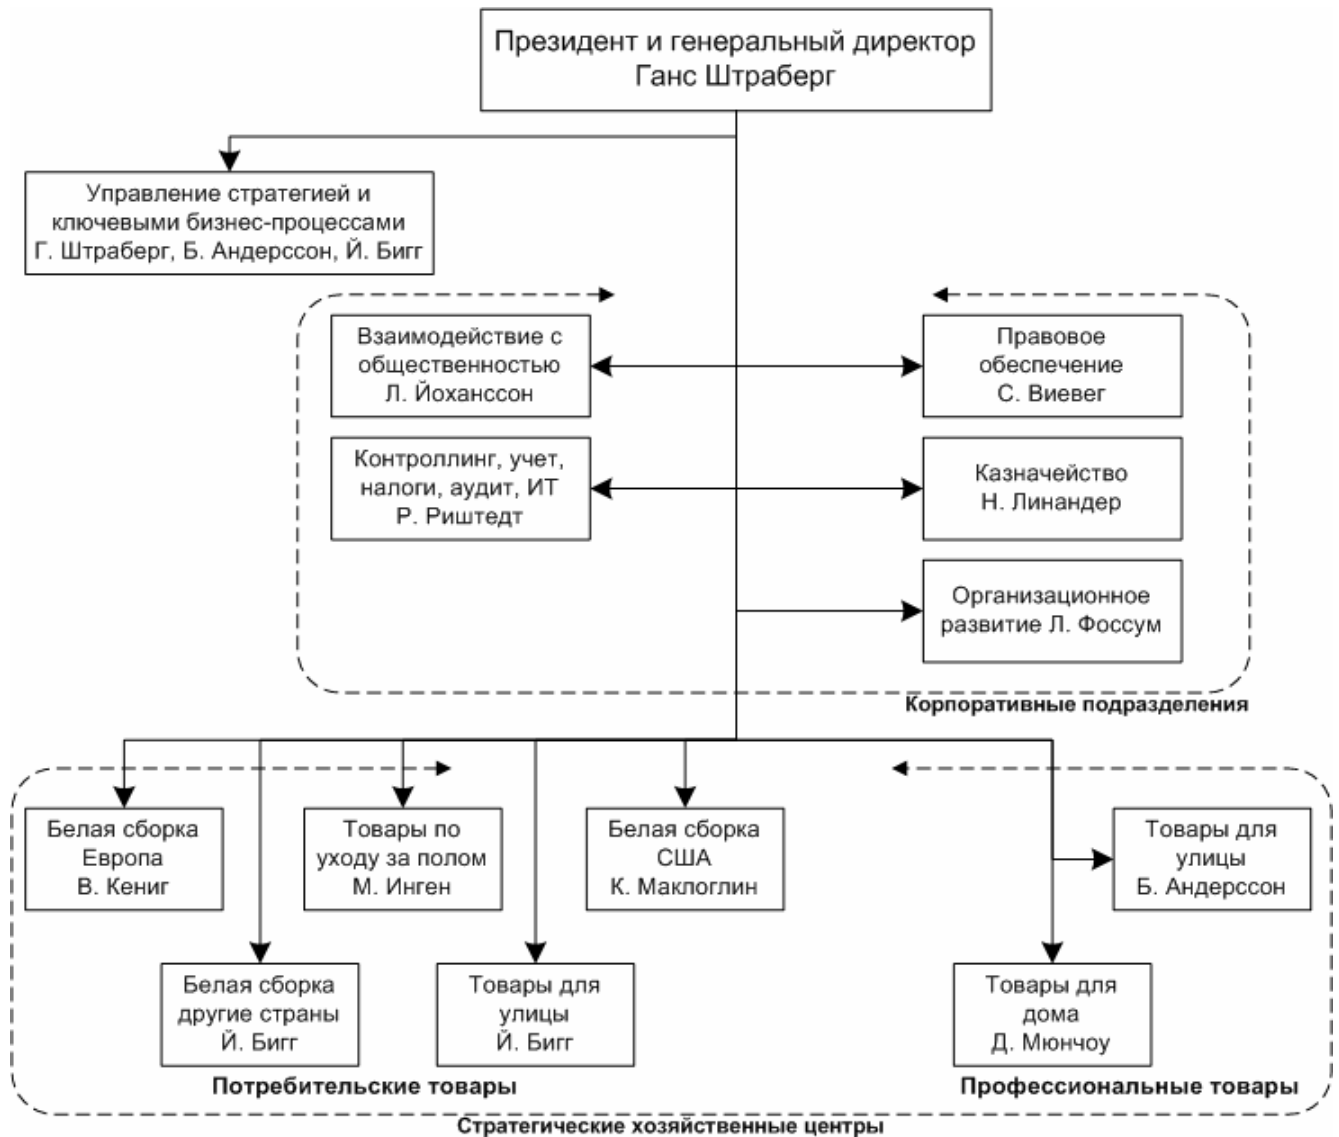 Президент и генеральный директор
Ганс Штраберг
Управление стратегией и
ключевыми бизнес-процессами
Г. Штраберг, Б. Андерссон, Й. Бигг
Взаимодействие с
общественностью
Л. Йоханссон
Правовое
обеспечение
С. Виевег
Контроллинг, учет,
налоги, аудит, ИТ
Р. Риштедт
Казначейство
Н. Линандер
Организационное
развитие Л. Фоссум
Корпоративные подразделения
Белая сборка
Европа
В. Кениг
Товары по
уходу за полом
М. Инген
Белая сборка
США
К. Маклоглин
Товары для
улицы
Б. Андерссон
Белая сборка
другие страны
Й. Бигг
Товары для
улицы
Й. Бигг
Товары для
дома
Д. Мюнчоу
Потребительские товары
Профессиональные товары
Стратегические хозяйственные центры